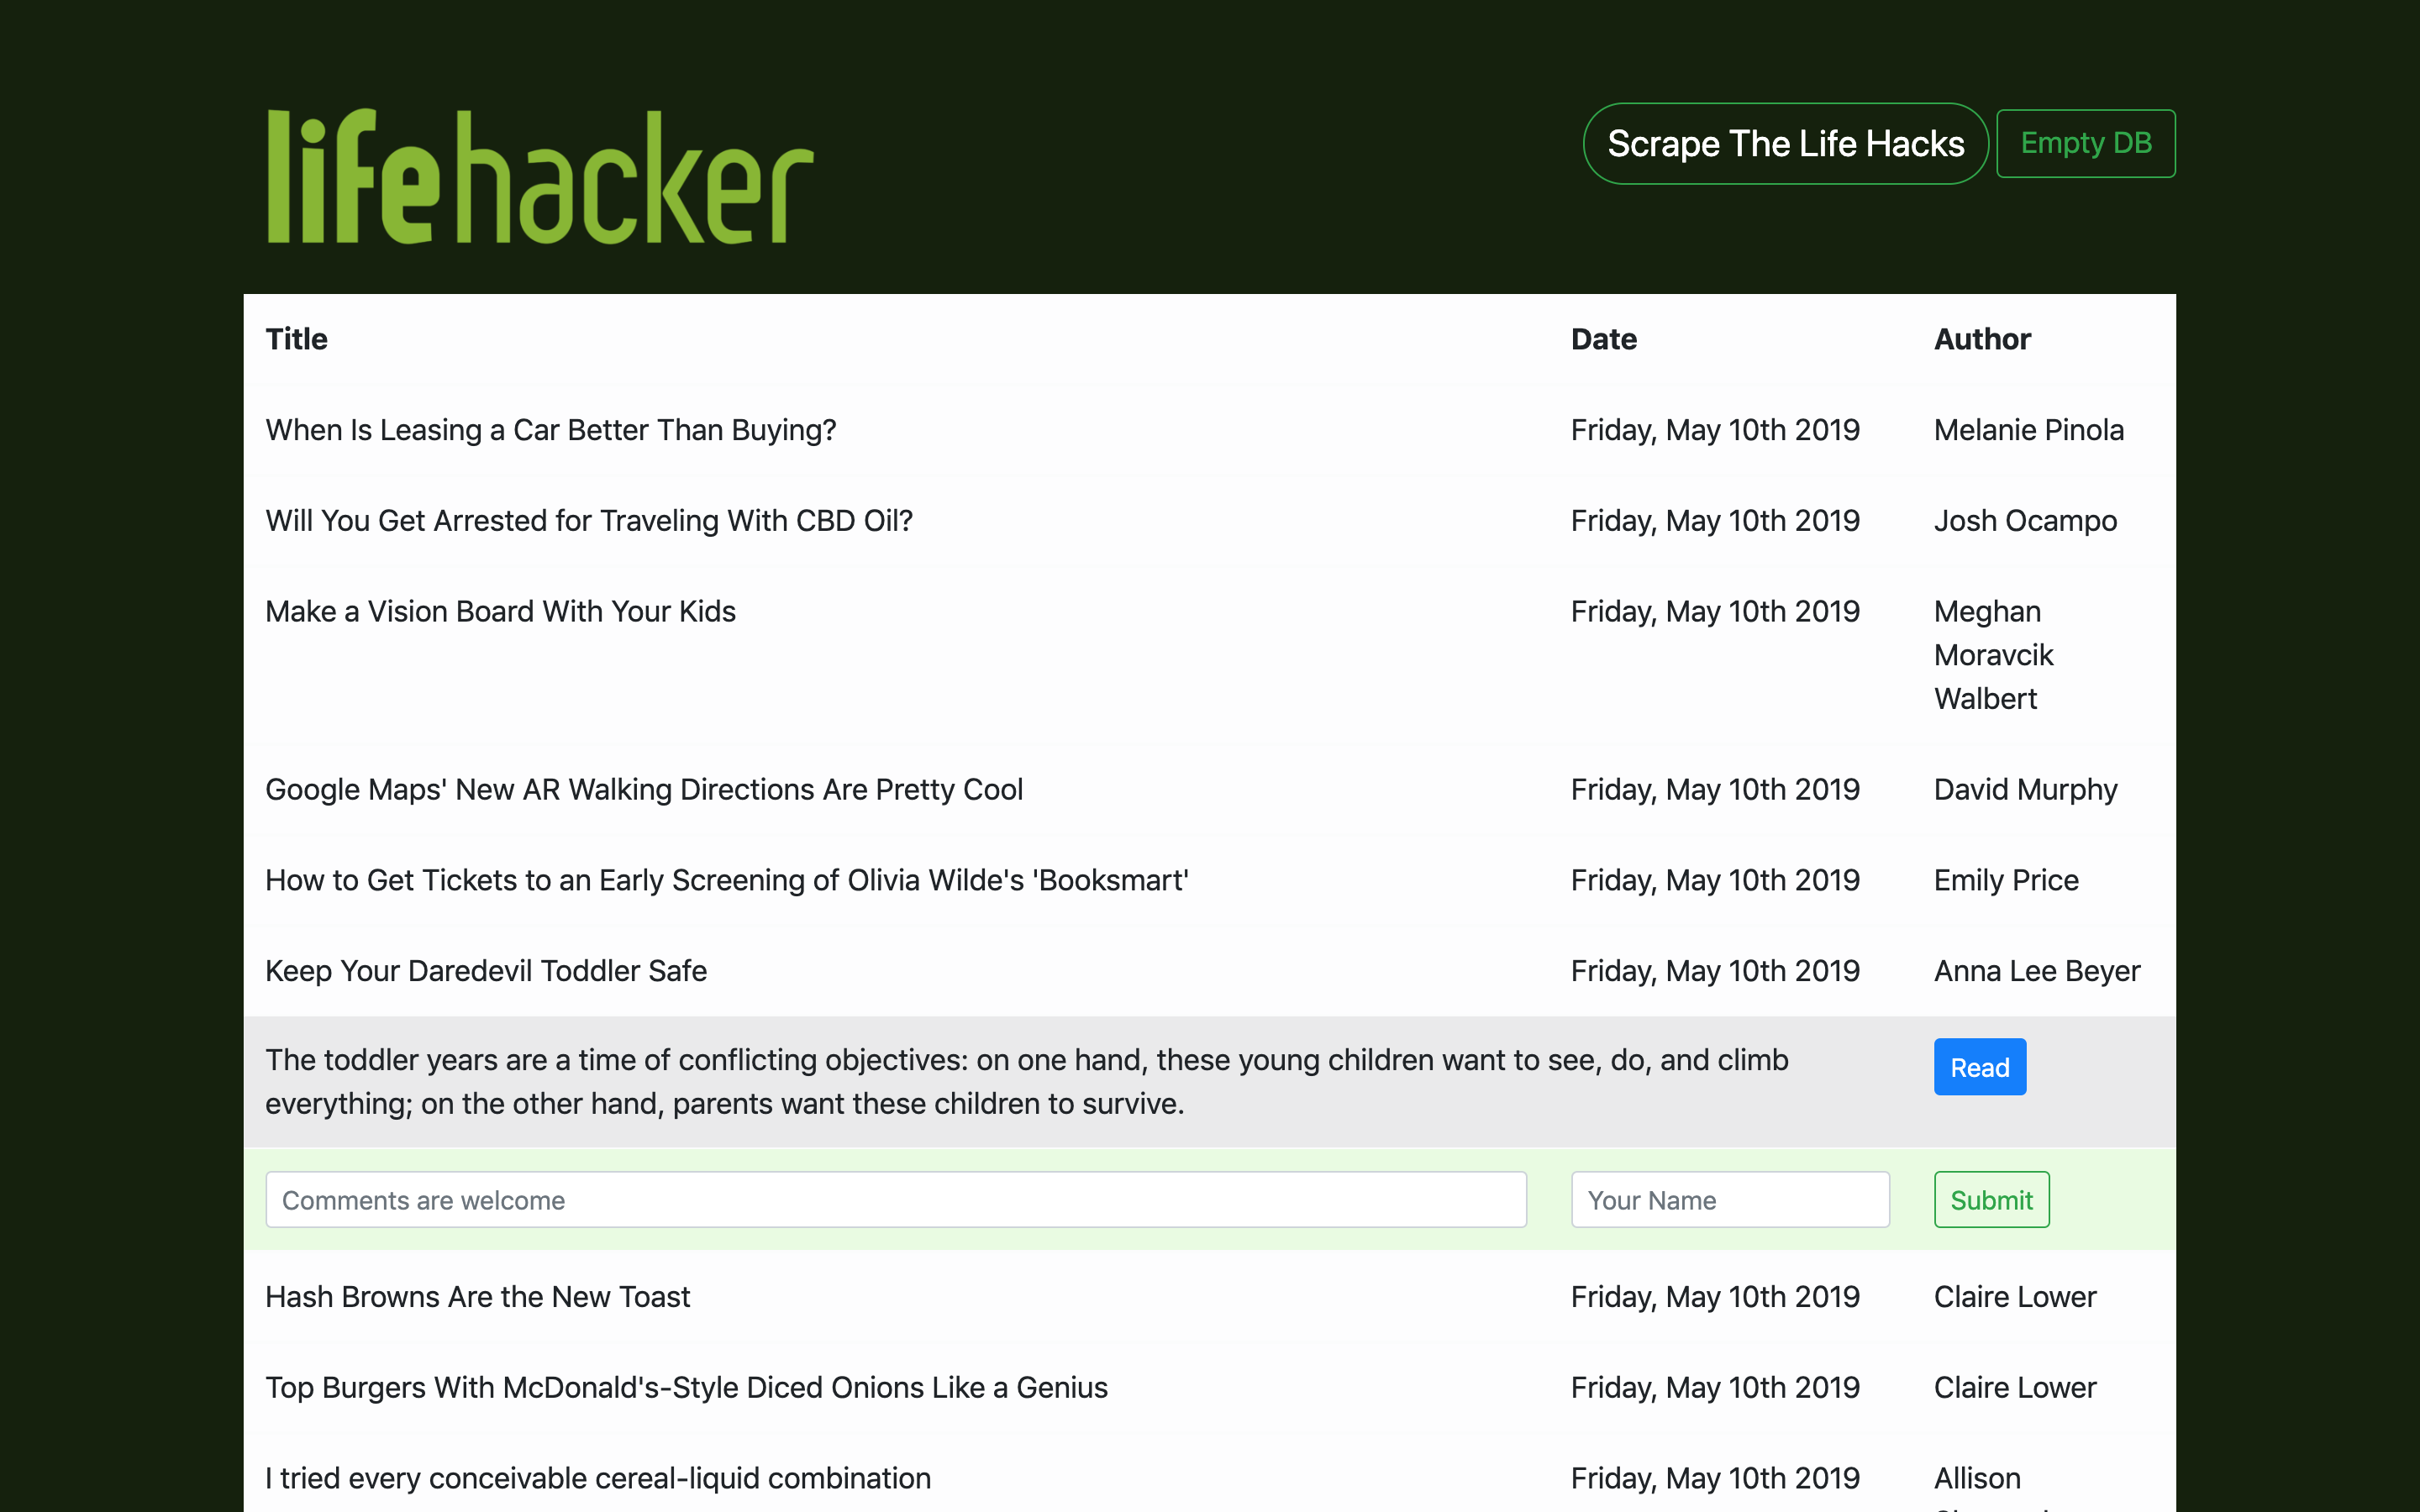 lifehacker
Scrape The Life Hacks Empty DB
Title Date Author
When Is Leasing a Car Better Than Buying? Friday, May 10th 2019 Melanie Pinola
Will You Get Arrested for Traveling With CBD Oil? Friday, May 10th 2019 Josh Ocampo
Make a Vision Board With Your Kids Friday, May 10th 2019 Meghan
Moravcik
Walbert
Google Maps' New AR Walking Directions Are Pretty Cool Friday, May 10th 2019 David Murphy
How to Get Tickets to an Early Screening of Olivia Wilde's 'Booksmart' Friday, May 10th 2019 Emily Price
Keep Your Daredevil Toddler Safe Friday, May 10th 2019 Anna Lee Beyer
The toddler years are a time of conflicting objectives: on one hand, these young children want to see, do, and climb Read
everything; on the other hand, parents want these children to survive.
Comments are welcome Your Name Submit
Hash Browns Are the New Toast Friday, May 10th 2019 Claire Lower
Top Burgers With McDonald's-Style Diced Onions Like a Genius Friday, May 10th 2019 Claire Lower
I tried every conceivable cereal-liquid combination Friday, May 10th 2019 Allison